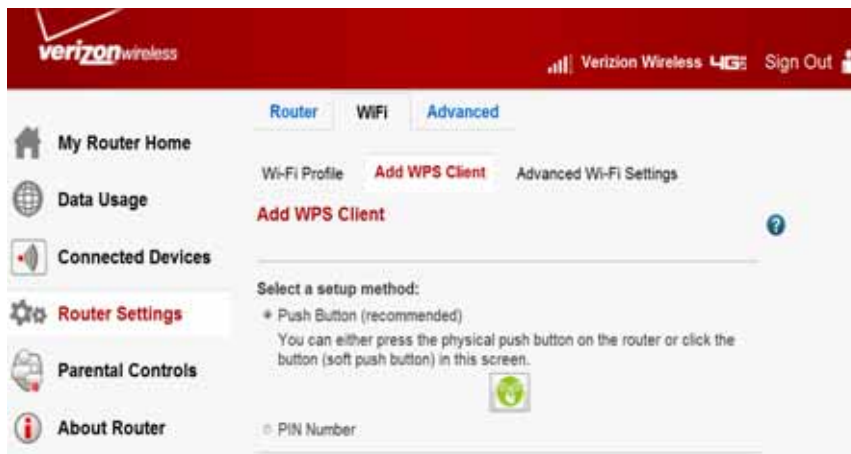 verizonwireless
Verizion Wireless 4GE Sign Out
Router WiFi Advanced
My Router Home
Data Usage
Connected Devices
Router Settings
Parental Controls
About Router
Wi-Fi Profile Add WPS Client Advanced Wi-Fi Settings
Add WPS Client
?
Select a setup method:
Push Button (recommended)
You can either press the physical push button on the router or click the
button (soft push button) in this screen.
PIN Number